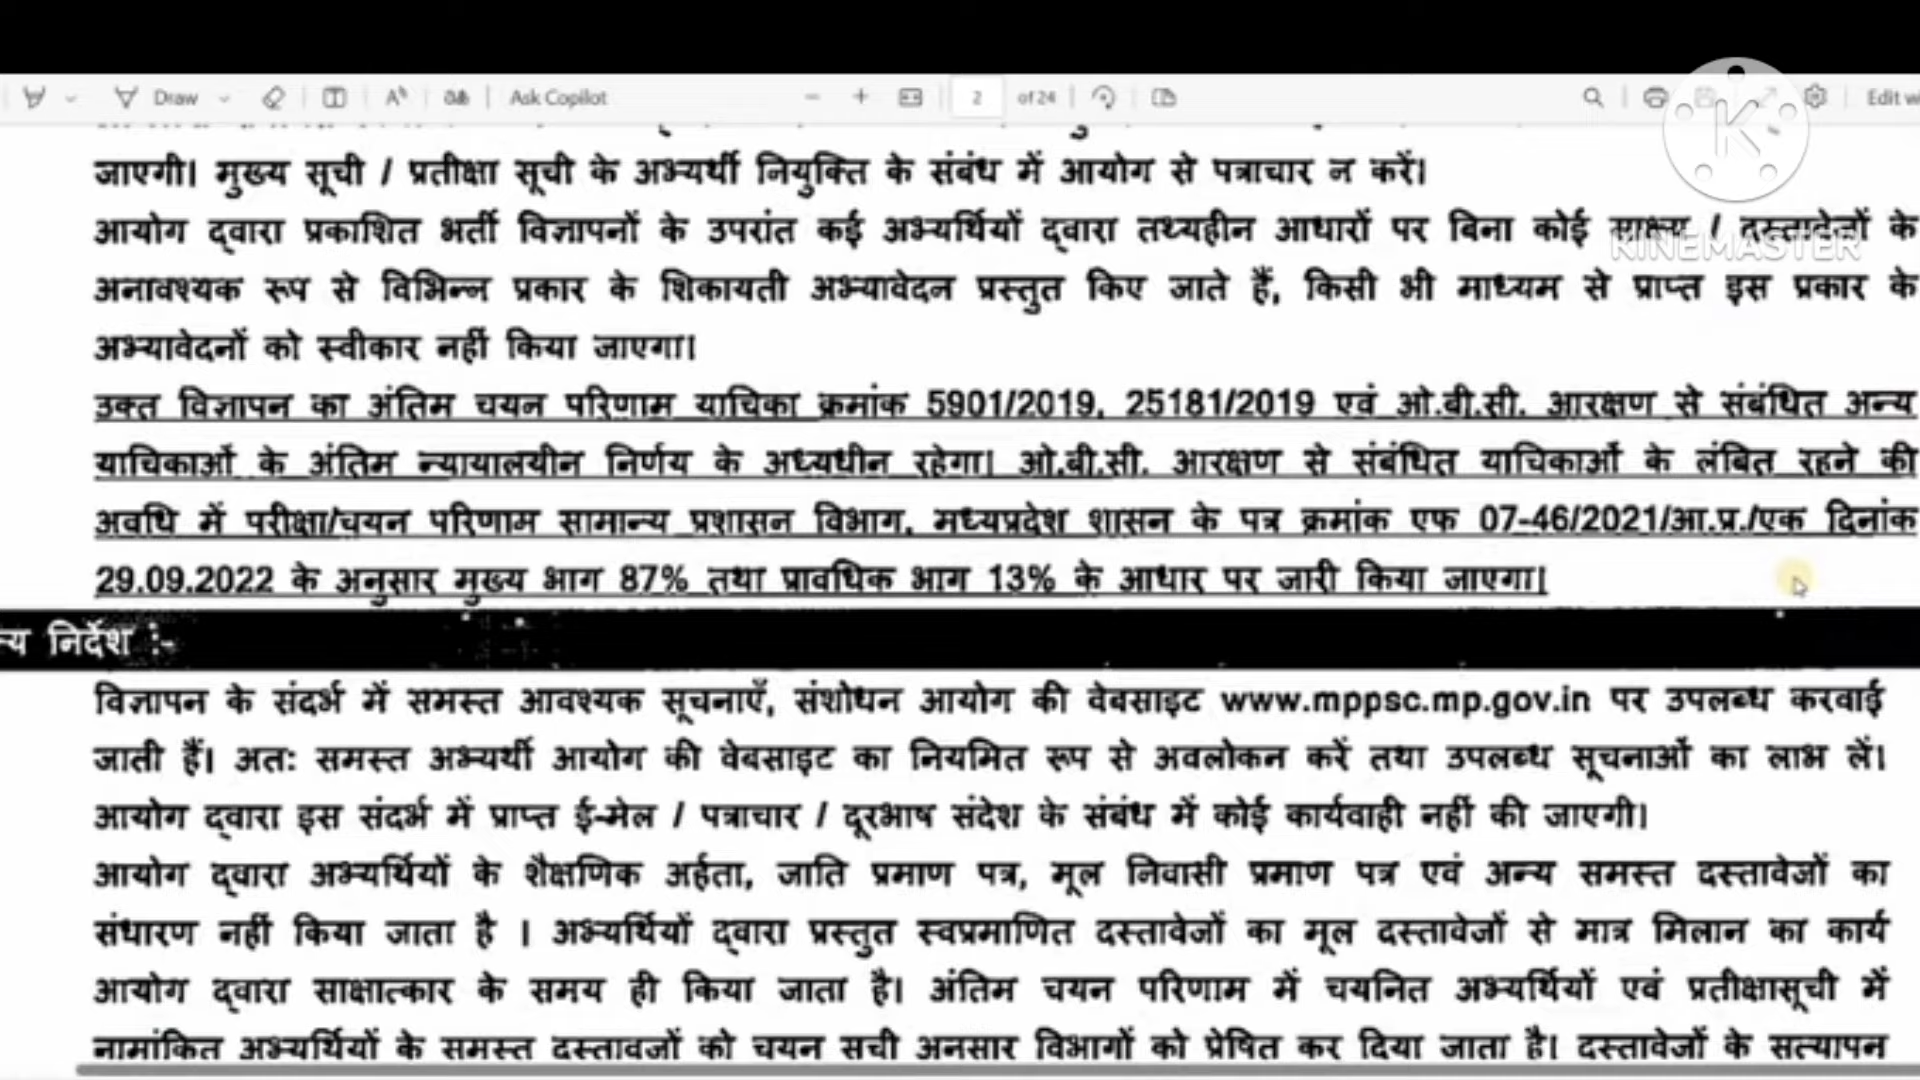 Draw
Ask Copilot
2 of 24
Edit wi
जाएगी। मुख्य सूची / प्रतीक्षा सूची के अभ्यर्थी नियुक्ति के संबंध में आयोग से पत्राचार न करें।
आयोग द्वारा प्रकाशित भर्ती विज्ञापनों के उपरांत कई अभ्यर्थियों द्वारा तथ्यहीन आधारों पर बिना कोई साक्ष्य / दस्तावेजों के
KINEMASTER
अनावश्यक रूप से विभिन्न प्रकार के शिकायती अभ्यावेदन प्रस्तुत किए जाते हैं, किसी भी माध्यम से प्राप्त इस प्रकार के
अभ्यावेदनों को स्वीकार नहीं किया जाएगा।
उक्त विज्ञापन का अंतिम चयन परिणाम याचिका क्रमांक 5901/2019, 25181/2019 एवं ओ.बी.सी. आरक्षण से संबंधित अन्य
याचिकाओं के अंतिम न्यायालयीन निर्णय के अध्यधीन रहेगा। ओ.बी.सी. आरक्षण से संबंधित याचिकाओं के लंबित रहने की
अवधि में परीक्षा/चयन परिणाम सामान्य प्रशासन विभाग, मध्यप्रदेश शासन के पत्र क्रमांक एफ 07-46/2021/आ.प्र./एक दिनांक
29.09.2022 के अनुसार मुख्य भाग 87% तथा प्रावधिक भाग 13% के आधार पर जारी किया जाएगा।
न्य निर्देश :-
विज्ञापन के संदर्भ में समस्त आवश्यक सूचनाएँ, संशोधन आयोग की वेबसाइट www.mppsc.mp.gov.in पर उपलब्ध करवाई
जाती हैं। अत: समस्त अभ्यर्थी आयोग की वेबसाइट का नियमित रूप से अवलोकन करें तथा उपलब्ध सूचनाओं का लाभ लें।
आयोग द्वारा इस संदर्भ में प्राप्त ई-मेल / पत्राचार / दूरभाष संदेश के संबंध में कोई कार्यवाही नहीं की जाएगी।
आयोग द्वारा अभ्यर्थियों के शैक्षणिक अर्हता, जाति प्रमाण पत्र, मूल निवासी प्रमाण पत्र एवं अन्य समस्त दस्तावेजों का
संधारण नहीं किया जाता है । अभ्यर्थियों द्वारा प्रस्तुत स्वप्रमाणित दस्तावेजों का मूल दस्तावेजों से मात्र मिलान का कार्य
आयोग द्वारा साक्षात्कार के समय ही किया जाता है। अंतिम चयन परिणाम में चयनित अभ्यर्थियों एवं प्रतीक्षासूची में
नामांकित अभ्यर्थियों के समस्त दस्तावजों को चयन सूची अनुसार विभागों को प्रेषित कर दिया जाता है। दस्तावेजों के सत्यापन